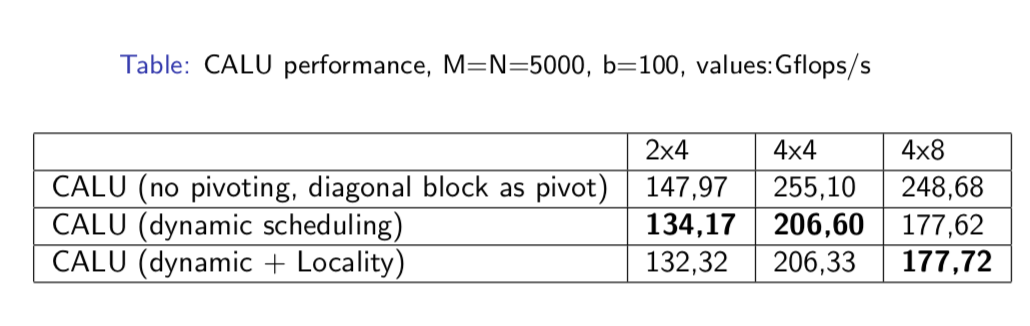 Table: CALU performance, M=N=5000, b=100, values:Gflops/s
2x4 4x4 4x8
CALU (no pivoting, diagonal block as pivot) 147,97 255,10 248,68
CALU (dynamic scheduling) 134,17 206,60 177,62
CALU (dynamic + Locality) 132,32 206,33 177,72